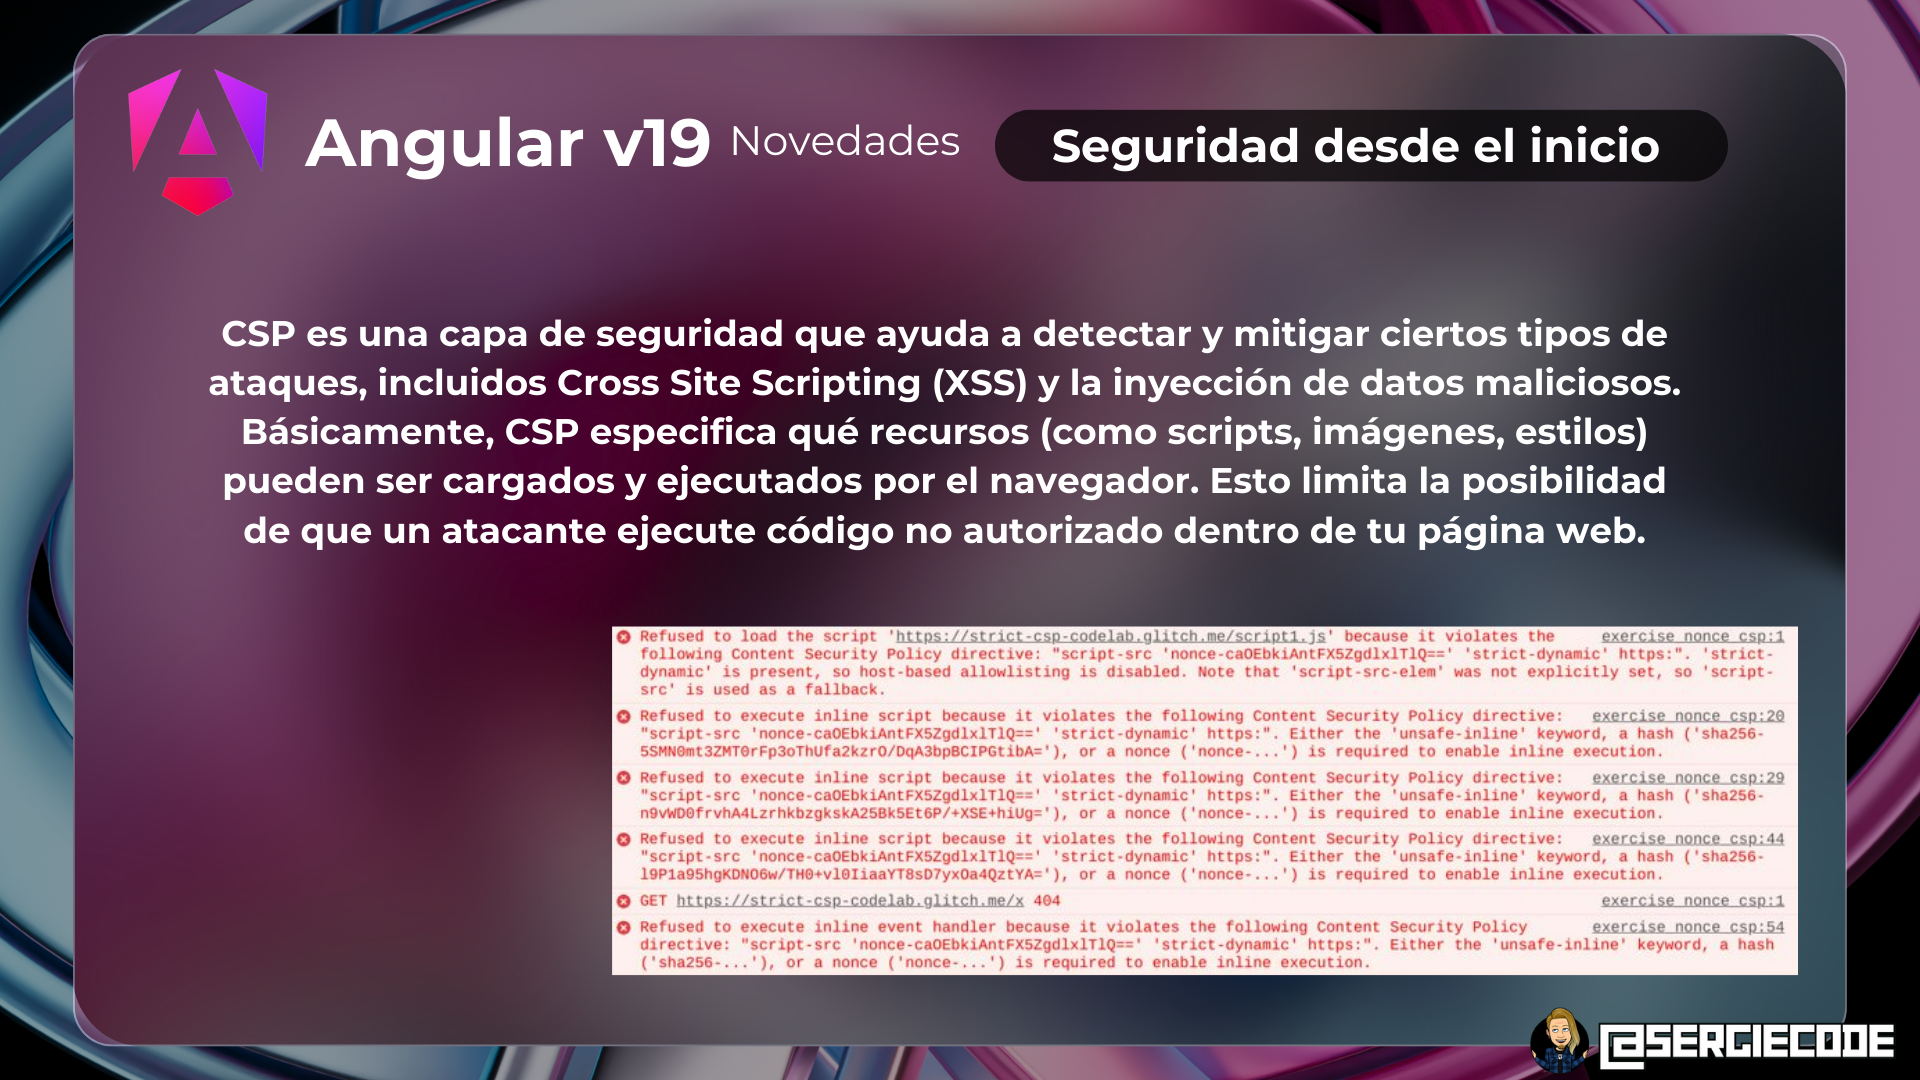 Angular v19 Novedades Seguridad desde el inicio
CSP es una capa de seguridad que ayuda a detectar y mitigar ciertos tipos de
ataques, incluidos Cross Site Scripting (XSS) y la inyección de datos maliciosos.
Básicamente, CSP especifica qué recursos (como scripts, imágenes, estilos)
pueden ser cargados y ejecutados por el navegador. Esto limita la posibilidad
de que un atacante ejecute código no autorizado dentro de tu página web.
Refused to load the script 'https://strict-csp-codelab.glitch.me/script1.js' because it violates the exercise nonce csp:1
following Content Security Policy directive: "script-src 'nonce-caOEbkiAntFX5ZgdlxlTlQ==' 'strict-dynamic' https:". 'strict-
dynamic' is present, so host-based allowlisting is disabled. Note that 'script-src-elem' was not explicitly set, so 'script-
src' is used as a fallback.
Refused to execute inline script because it violates the following Content Security Policy directive: exercise nonce csp:20
"script-src 'nonce-caOEbkiAntFX5ZgdlxlTlQ==' 'strict-dynamic' https:". Either the 'unsafe-inline' keyword, a hash ('sha256-
5SMN0mt3ZMT0rFp3oThUfa2kzrO/DqA3bpBCIPGtibA='), or a nonce ('nonce-...') is required to enable inline execution.
Refused to execute inline script because it violates the following Content Security Policy directive: exercise nonce csp:29
"script-src 'nonce-caOEbkiAntFX5ZgdlxlTlQ==' 'strict-dynamic' https:". Either the 'unsafe-inline' keyword, a hash ('sha256-
n9vWD0frvhA4LzrhkbzgkskA25Bk5Et6P/+XSE+hiUg='), or a nonce ('nonce-...') is required to enable inline execution.
Refused to execute inline script because it violates the following Content Security Policy directive: exercise nonce csp:44
"script-src 'nonce-caOEbkiAntFX5ZgdlxlTlQ==' 'strict-dynamic' https:". Either the 'unsafe-inline' keyword, a hash ('sha256-
l9P1a95hgKDNO6w/TH0+vl0IiaaYT8sD7yxOa4QztYA='), or a nonce ('nonce-...') is required to enable inline execution.
GET https://strict-csp-codelab.glitch.me/x 404 exercise nonce csp:1
Refused to execute inline event handler because it violates the following Content Security Policy exercise nonce csp:54
directive: "script-src 'nonce-caOEbkiAntFX5ZgdlxlTlQ==' 'strict-dynamic' https:". Either the 'unsafe-inline' keyword, a hash
('sha256-...'), or a nonce ('nonce-...') is required to enable inline execution.
@SERGIECODE